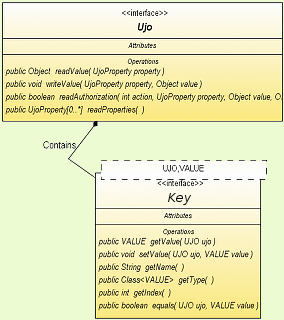 <<interface>>
Ujo
Attributes
Operations
public Object readValue( UjoProperty property )
public void writeValue( UjoProperty property, Object value )
public boolean readAuthorization( int action, UjoProperty property, Object value, O
public UjoProperty[0..*] readProperties( )
Contains
UJO,VALUE
<<interface>>
Key
Attributes
Operations
public VALUE getValue( UJO ujo )
public void setValue( UJO ujo, VALUE value )
public String getName( )
public Class<VALUE> getType( )
public int getIndex( )
public boolean equals( UJO ujo, VALUE value )